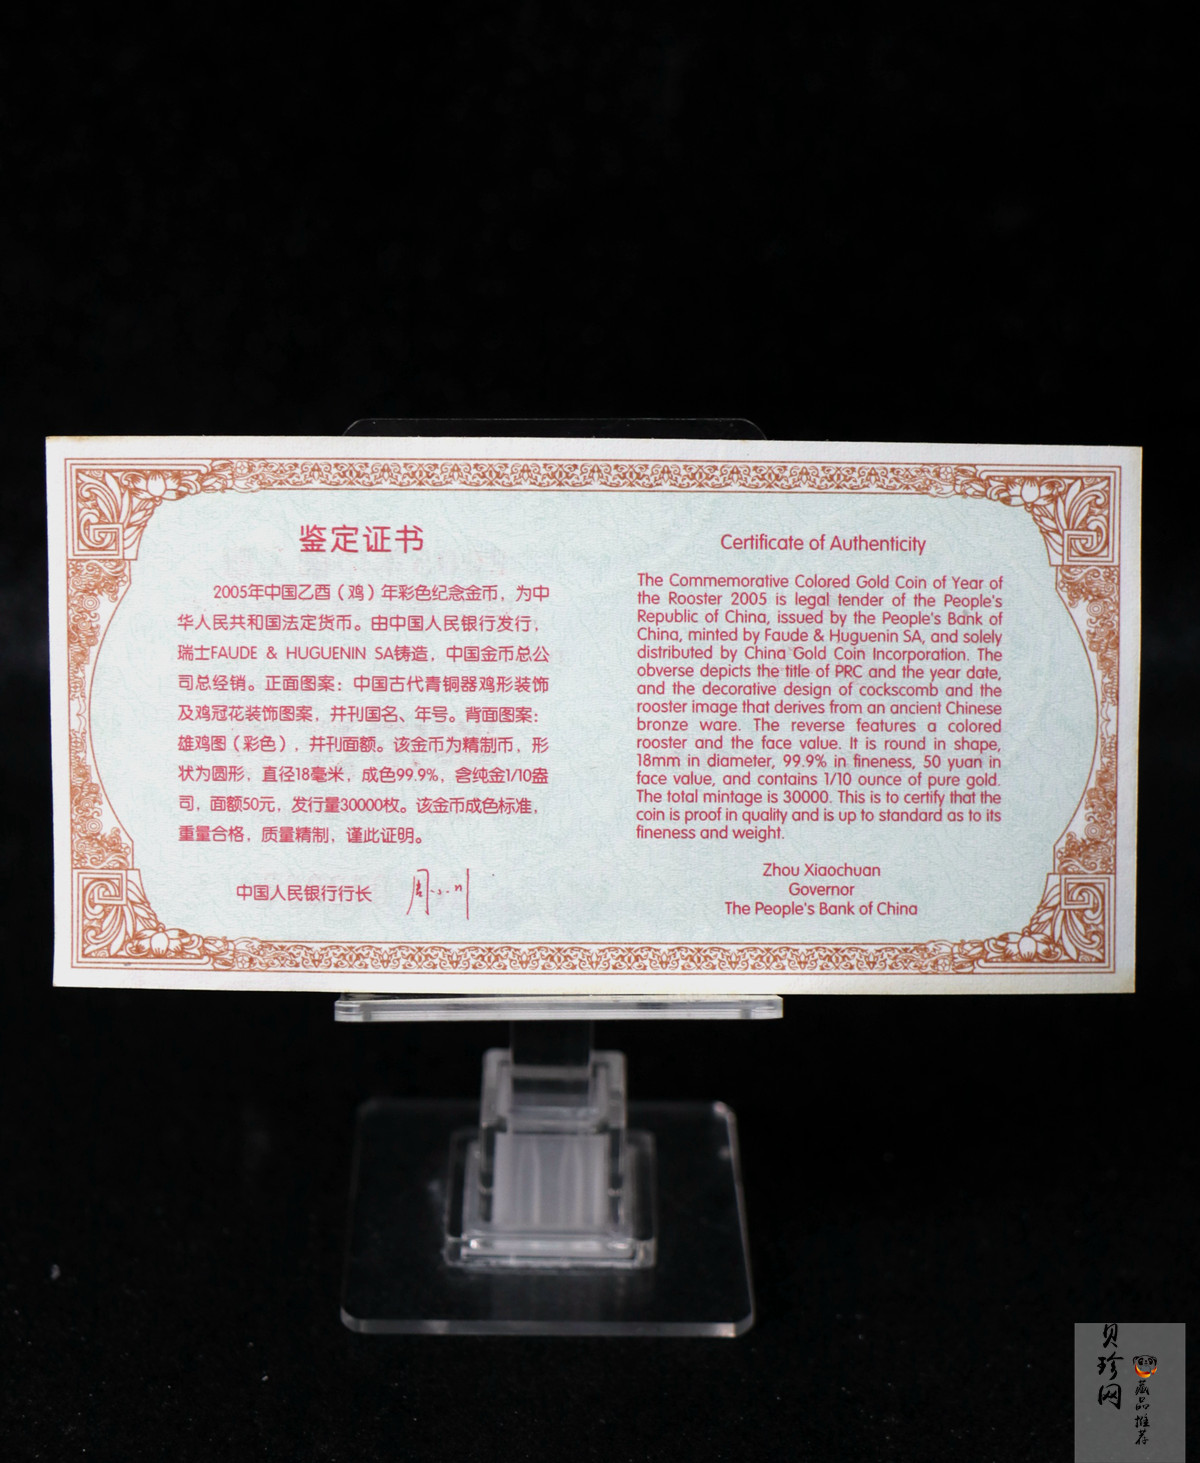 鉴定证书
2005年中国乙酉（鸡）年彩色纪念金币，为中
华人民共和国法定货币。由中国人民银行发行，
瑞士FAUDE & HUGUENIN SA铸造，中国金币总公
司总经销。正面图案：中国古代青铜器鸡形装饰
及鸡冠花装饰图案，并刊国名、年号。背面图案：
雄鸡图（彩色），并刊面额。该金币为精制币，形
状为圆形，直径18毫米，成色99.9%，含纯金1/10盎
司，面额50元，发行量30000枚。该金币成色标准，
重量合格，质量精制，谨此证明。
中国人民银行行长
Certificate of Authenticity
The Commemorative Colored Gold Coin of Year of
the Rooster 2005 is legal tender of the People's
Republic of China, issued by the People's Bank of
China, minted by Faude & Huguenin SA, and solely
distributed by China Gold Coin Incorporation. The
obverse depicts the title of PRC and the year date,
and the decorative design of cockscomb and the
rooster image that derives from an ancient Chinese
bronze ware. The reverse features a colored
rooster and the face value. It is round in shape,
18mm in diameter, 99.9% in fineness, 50 yuan in
face value, and contains 1/10 ounce of pure gold.
The total mintage is 30000. This is to certify that the
coin is proof in quality and is up to standard as to its
fineness and weight.
Zhou Xiaochuan
Governor
The People's Bank of China
贝珍网
藏品推荐